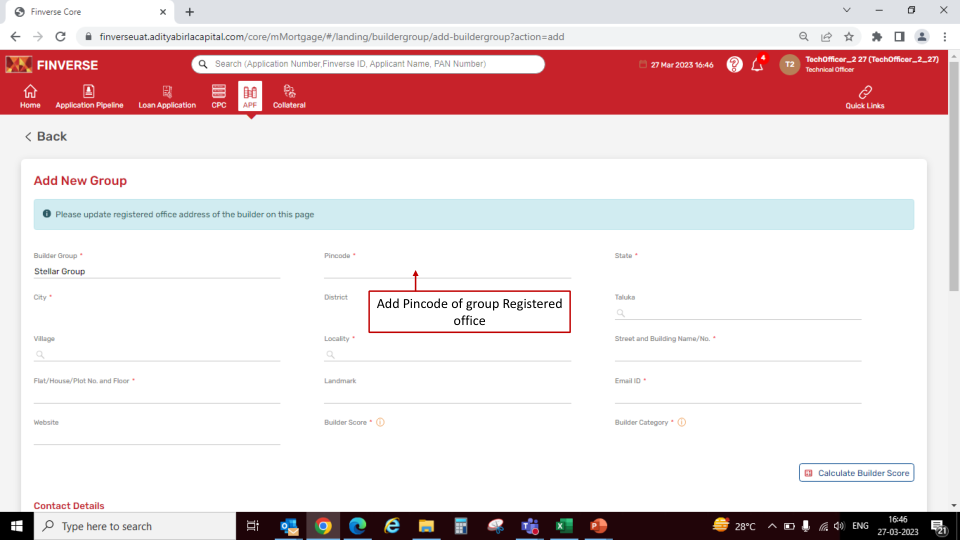 Finverse Core
finverseuat.adityabirlacapital.com/core/mMortgage/#/landing/buildergroup/add-buildergroup?action=add
FINVERSE
Search (Application Number,Finverse ID, Applicant Name, PAN Number)
27 Mar 2023 16:46
4
T2
TechOfficer_2 27 (TechOfficer_2_27)
Technical Officer
Home
Application Pipeline
Loan Application
CPC
APF
Collateral
Quick Links
< Back
Add New Group
Please update registered office address of the builder on this page
Builder Group *
Pincode *
State *
Stellar Group
Add Pincode of group Registered
office
City *
District
Taluka
Village
Locality *
Street and Building Name/No. *
Flat/House/Plot No. and Floor *
Landmark
Email ID *
Website
Builder Score *
Builder Category *
Calculate Builder Score
Contact Details
Type here to search
28°C
ENG
16:46
27-03-2023
21